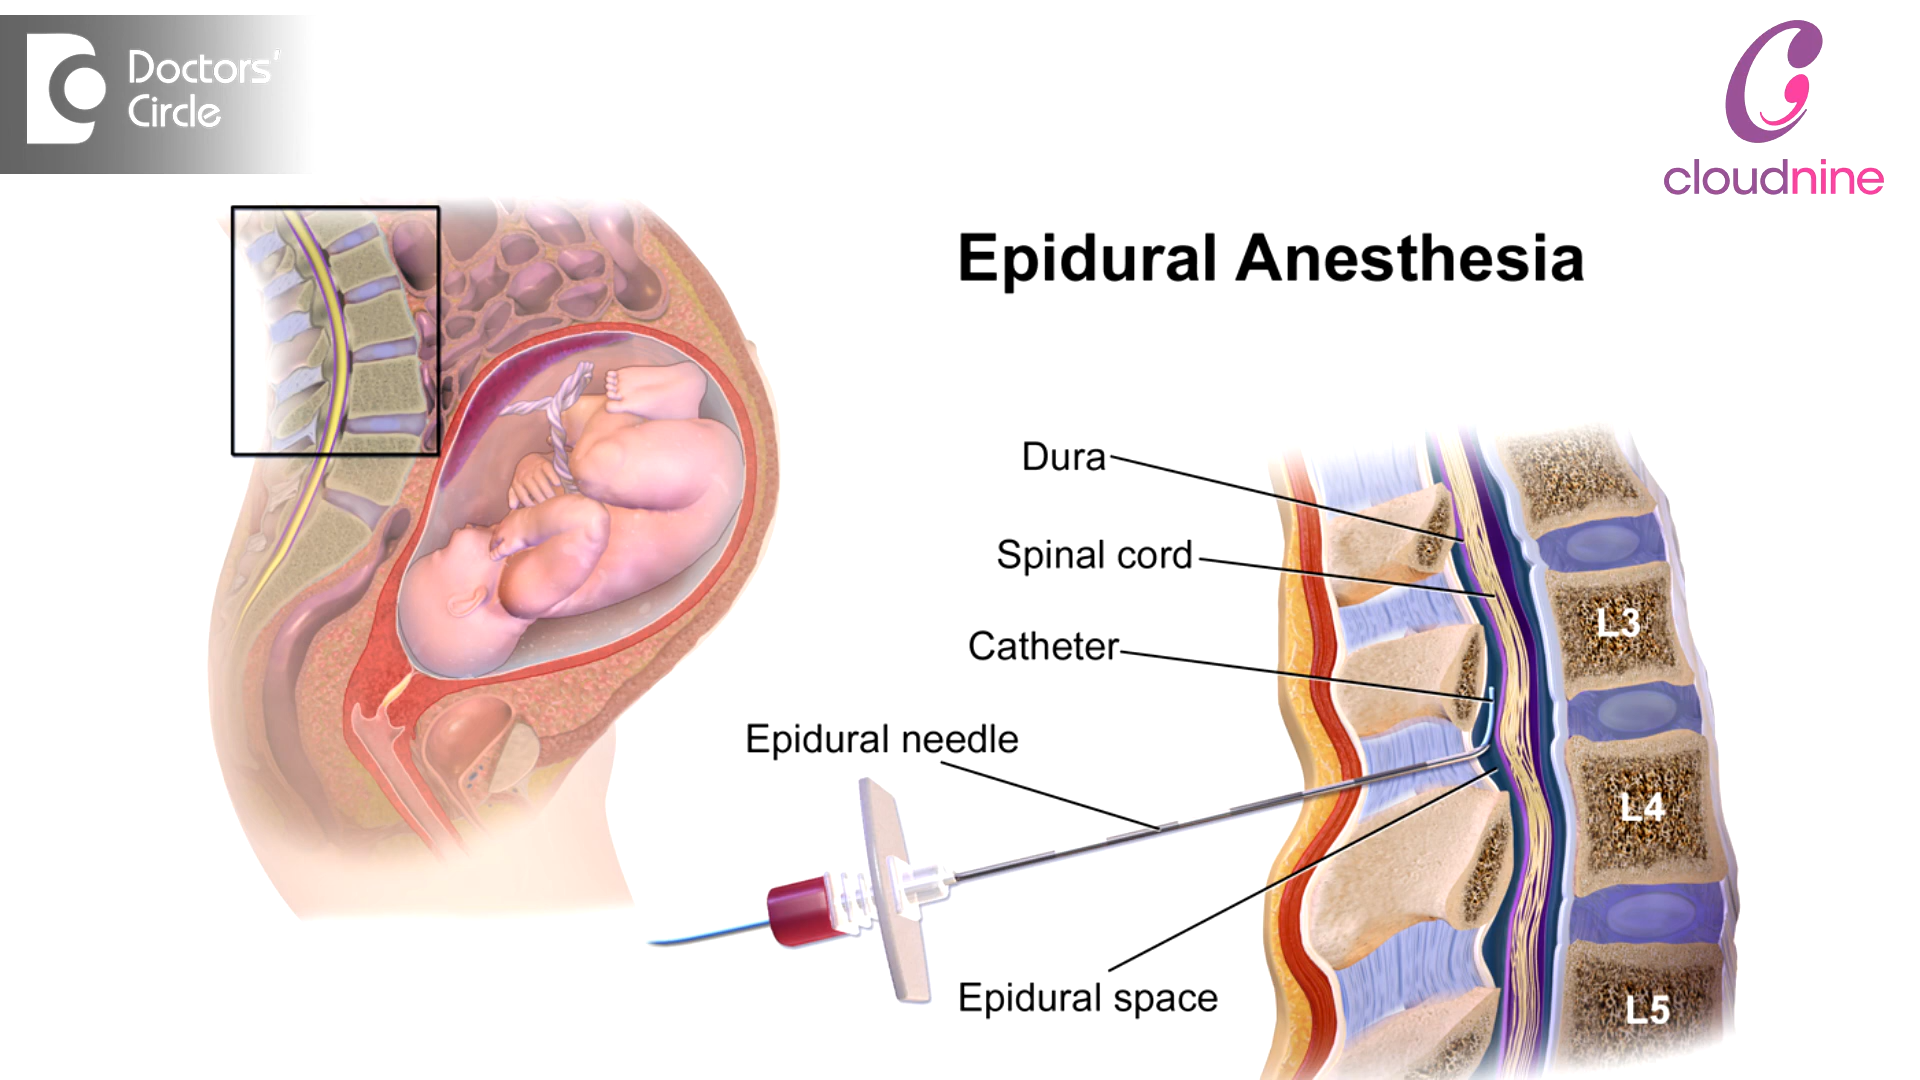 Doctors'
Circle
cloudnine
Epidural Anesthesia
Dura
Spinal cord
Catheter
Epidural needle
Epidural space
L3
L4
L5